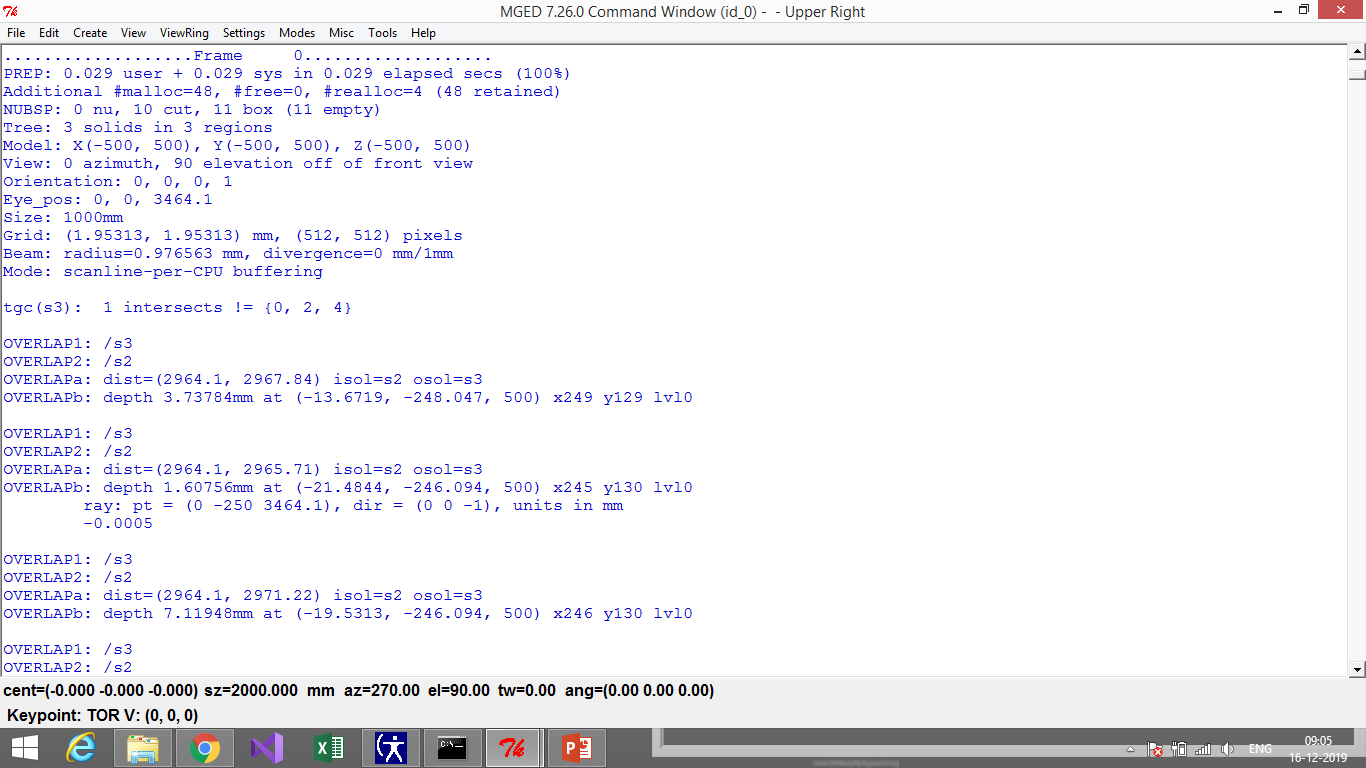 MGED 7.26.0 Command Window (id_0) -  - Upper Right
File Edit Create View ViewRing Settings Modes Misc Tools Help
...................Frame     0...................
PREP: 0.029 user + 0.029 sys in 0.029 elapsed secs (100%)
Additional #malloc=48, #free=0, #realloc=4 (48 retained)
NUBSP: 0 nu, 10 cut, 11 box (11 empty)
Tree: 3 solids in 3 regions
Model: X(-500, 500), Y(-500, 500), Z(-500, 500)
View: 0 azimuth, 90 elevation off of front view
Orientation: 0, 0, 0, 1
Eye_pos: 0, 0, 3464.1
Size: 1000mm
Grid: (1.95313, 1.95313) mm, (512, 512) pixels
Beam: radius=0.976563 mm, divergence=0 mm/1mm
Mode: scanline-per-CPU buffering
tgc(s3):  1 intersects != {0, 2, 4}
OVERLAP1: /s3
OVERLAP2: /s2
OVERLAPa: dist=(2964.1, 2967.84) isol=s2 osol=s3
OVERLAPb: depth 3.73784mm at (-13.6719, -248.047, 500) x249 y129 lvl0
OVERLAP1: /s3
OVERLAP2: /s2
OVERLAPa: dist=(2964.1, 2965.71) isol=s2 osol=s3
OVERLAPb: depth 1.60756mm at (-21.4844, -246.094, 500) x245 y130 lvl0
ray: pt = (0 -250 3464.1), dir = (0 0 -1), units in mm
-0.0005
OVERLAP1: /s3
OVERLAP2: /s2
OVERLAPa: dist=(2964.1, 2971.22) isol=s2 osol=s3
OVERLAPb: depth 7.11948mm at (-19.5313, -246.094, 500) x246 y130 lvl0
OVERLAP1: /s3
OVERLAP2: /s2
cent=(-0.000 -0.000 -0.000) sz=2000.000  mm  az=270.00  el=90.00  tw=0.00  ang=(0.00 0.00 0.00)
Keypoint: TOR V: (0, 0, 0)
ENG
09:05
16-12-2019